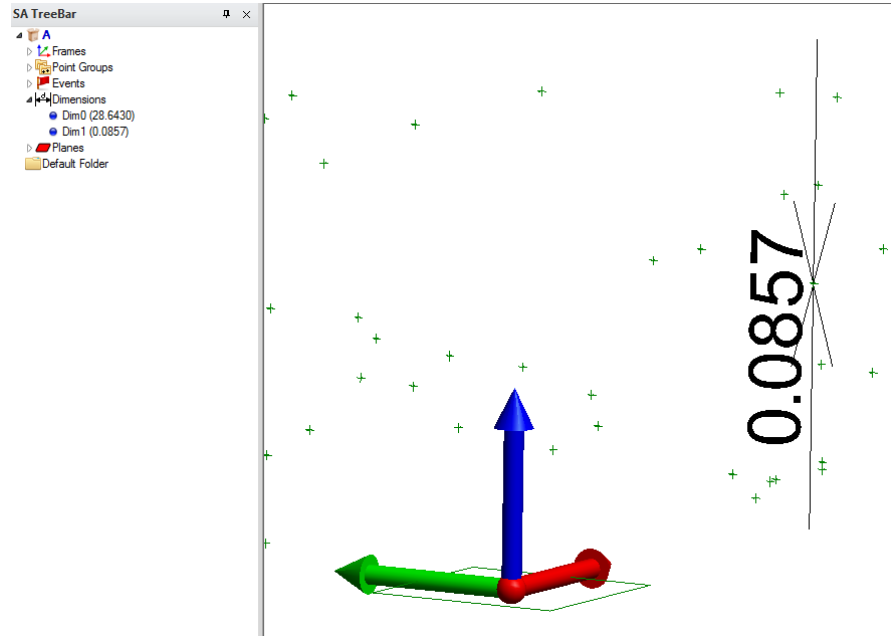 SA TreeBar
A
Frames
Point Groups
Events
Dimensions
Dim0 (28.6430)
Dim1 (0.0857)
Planes
Default Folder
0.0857